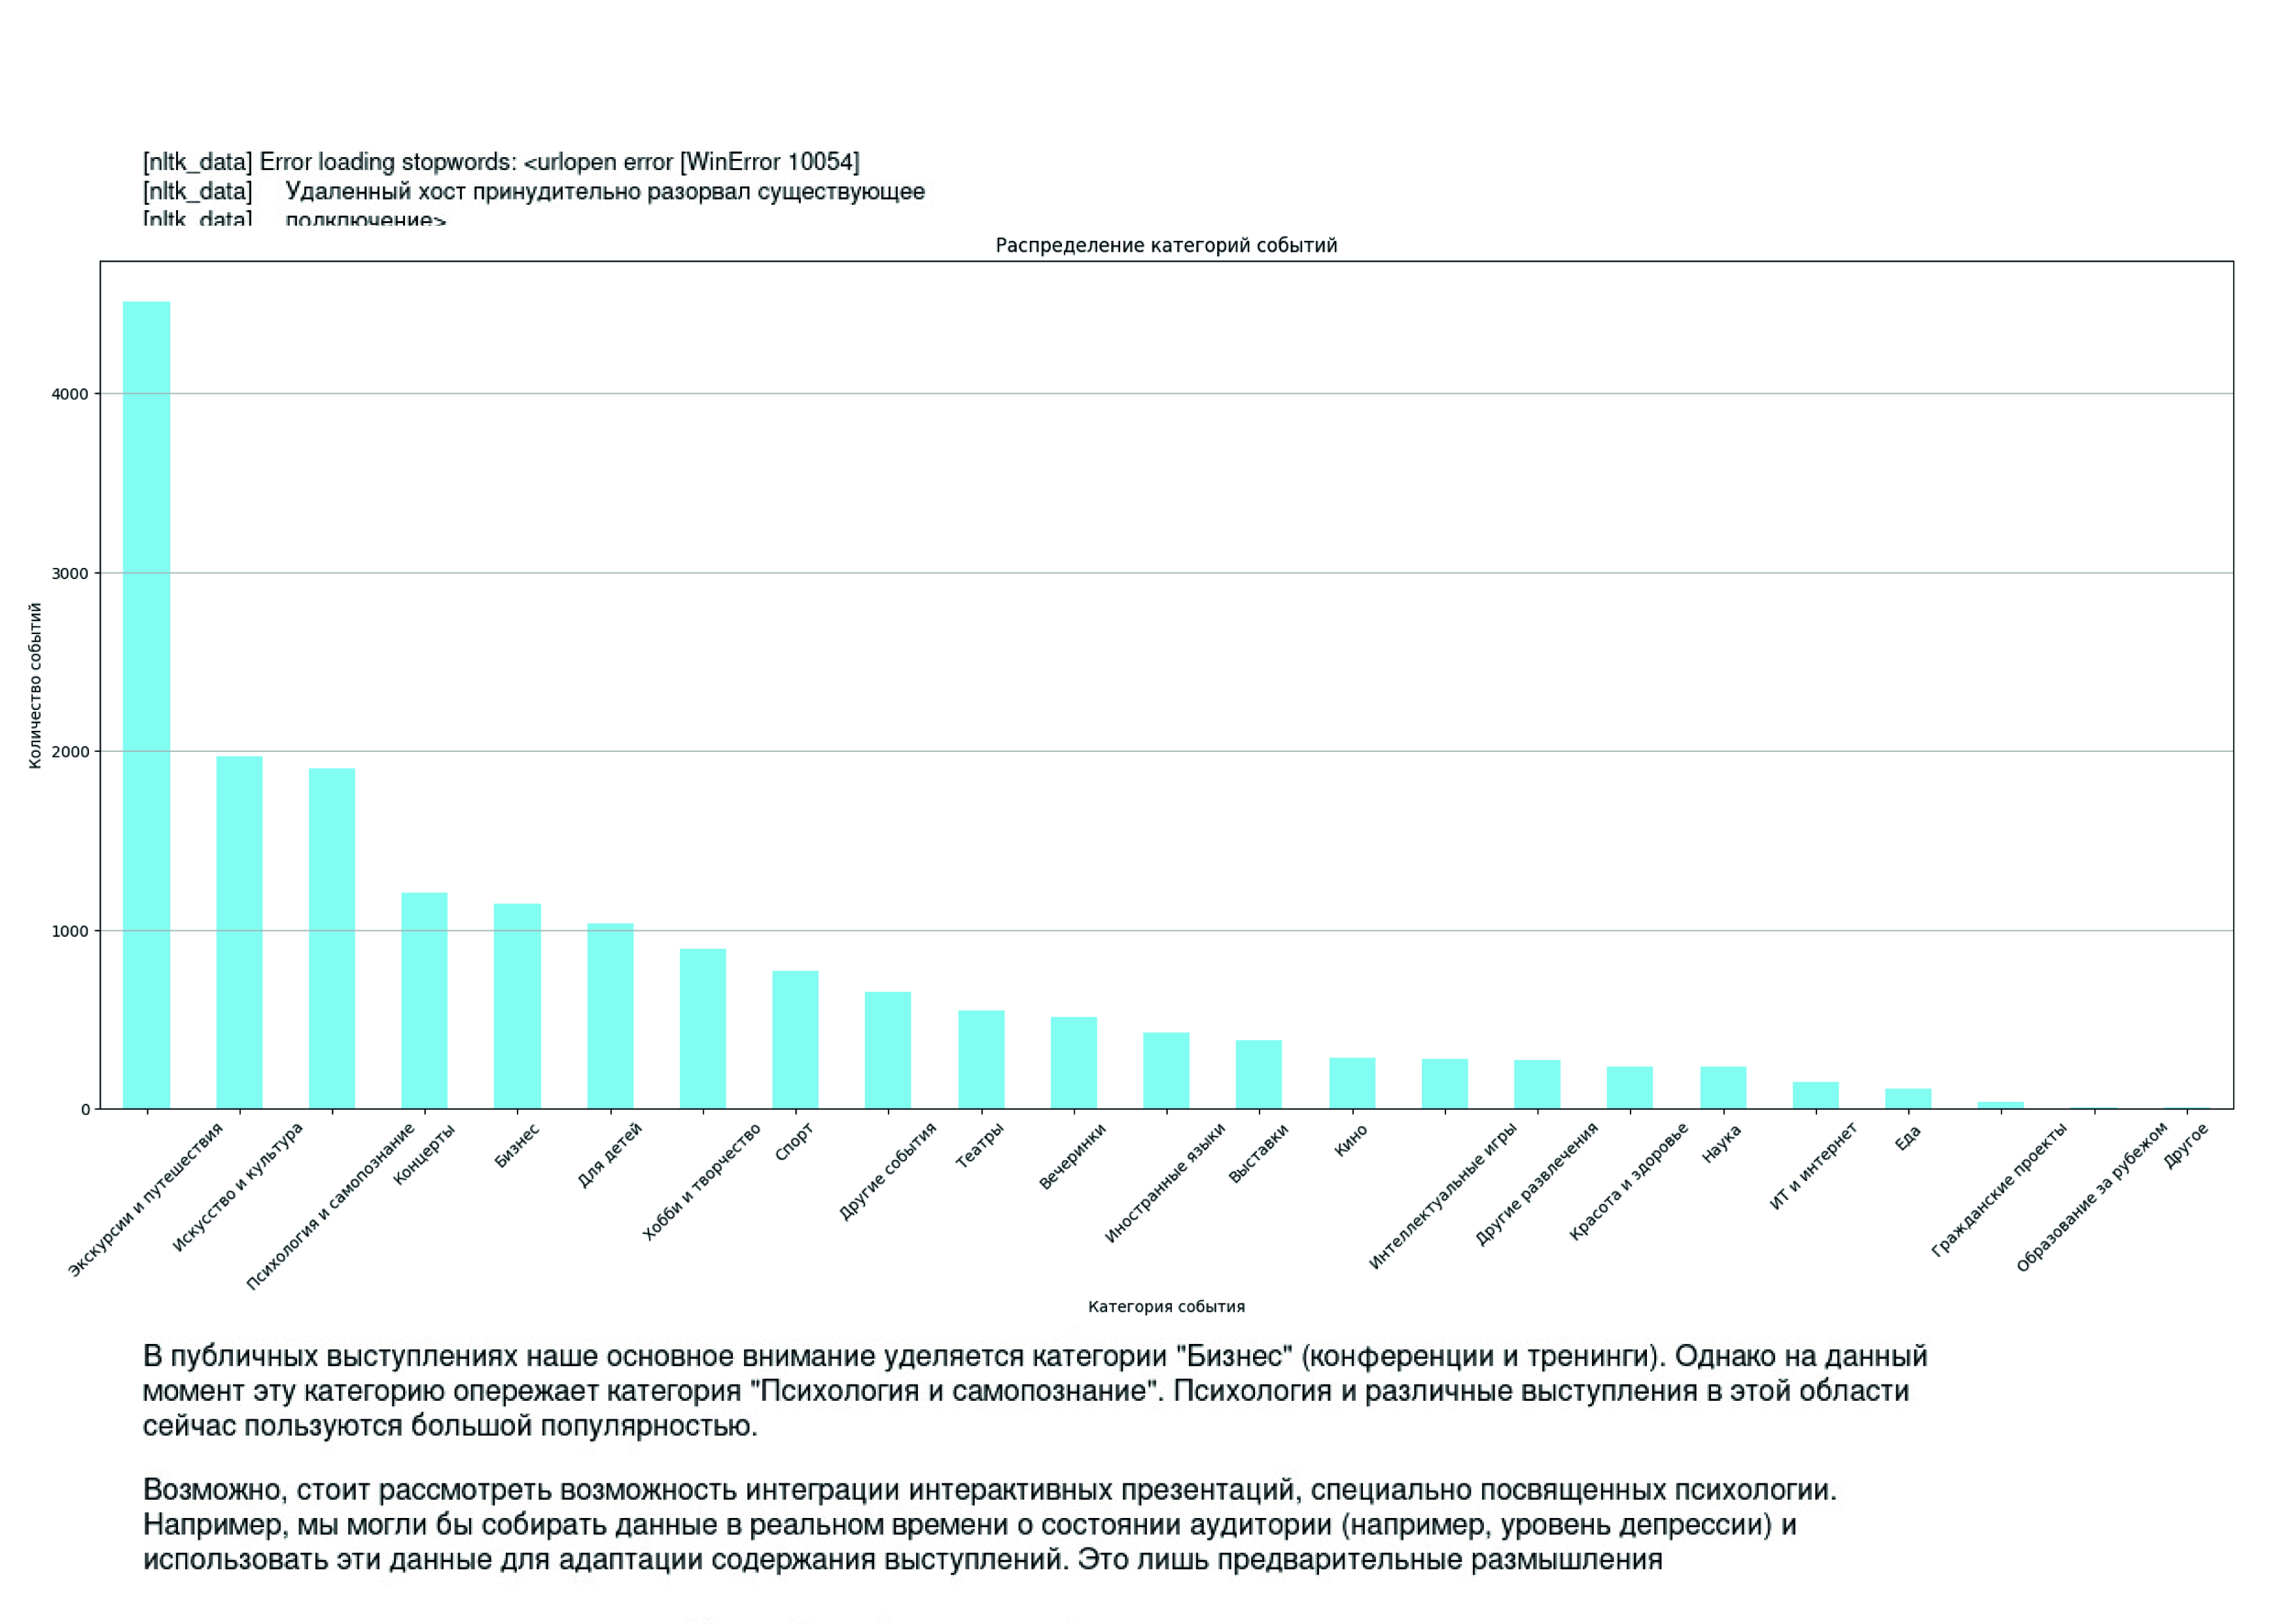 [nltk_data] Error loading stopwords: <urlopen error [WinError 10054]
[nltk_data] Удаленный хост принудительно разорвал существующее
[nltk_data] подключение>
Распределение категорий событий
Количество событий
4000
3000
2000
1000
0
Экскурсии и путешествия
Искусство и культура
Психология и самопознание
Концерты
Бизнес
Для детей
Хобби и творчество
Спорт
Другие события
Театры
Вечеринки
Иностранные языки
Выставки
Кино
Интеллектуальные игры
Другие развлечения
Красота и здоровье
Наука
ИТ и интернет
Еда
Гражданские проекты
Образование за рубежом
Другое
Категория события
В публичных выступлениях наше основное внимание уделяется категории "Бизнес" (конференции и тренинги). Однако на данный
момент эту категорию опережает категория "Психология и самопознание". Психология и различные выступления в этой области
сейчас пользуются большой популярностью.
Возможно, стоит рассмотреть возможность интеграции интерактивных презентаций, специально посвященных психологии.
Например, мы могли бы собирать данные в реальном времени о состоянии аудитории (например, уровень депрессии) и
использовать эти данные для адаптации содержания выступлений. Это лишь предварительные размышления